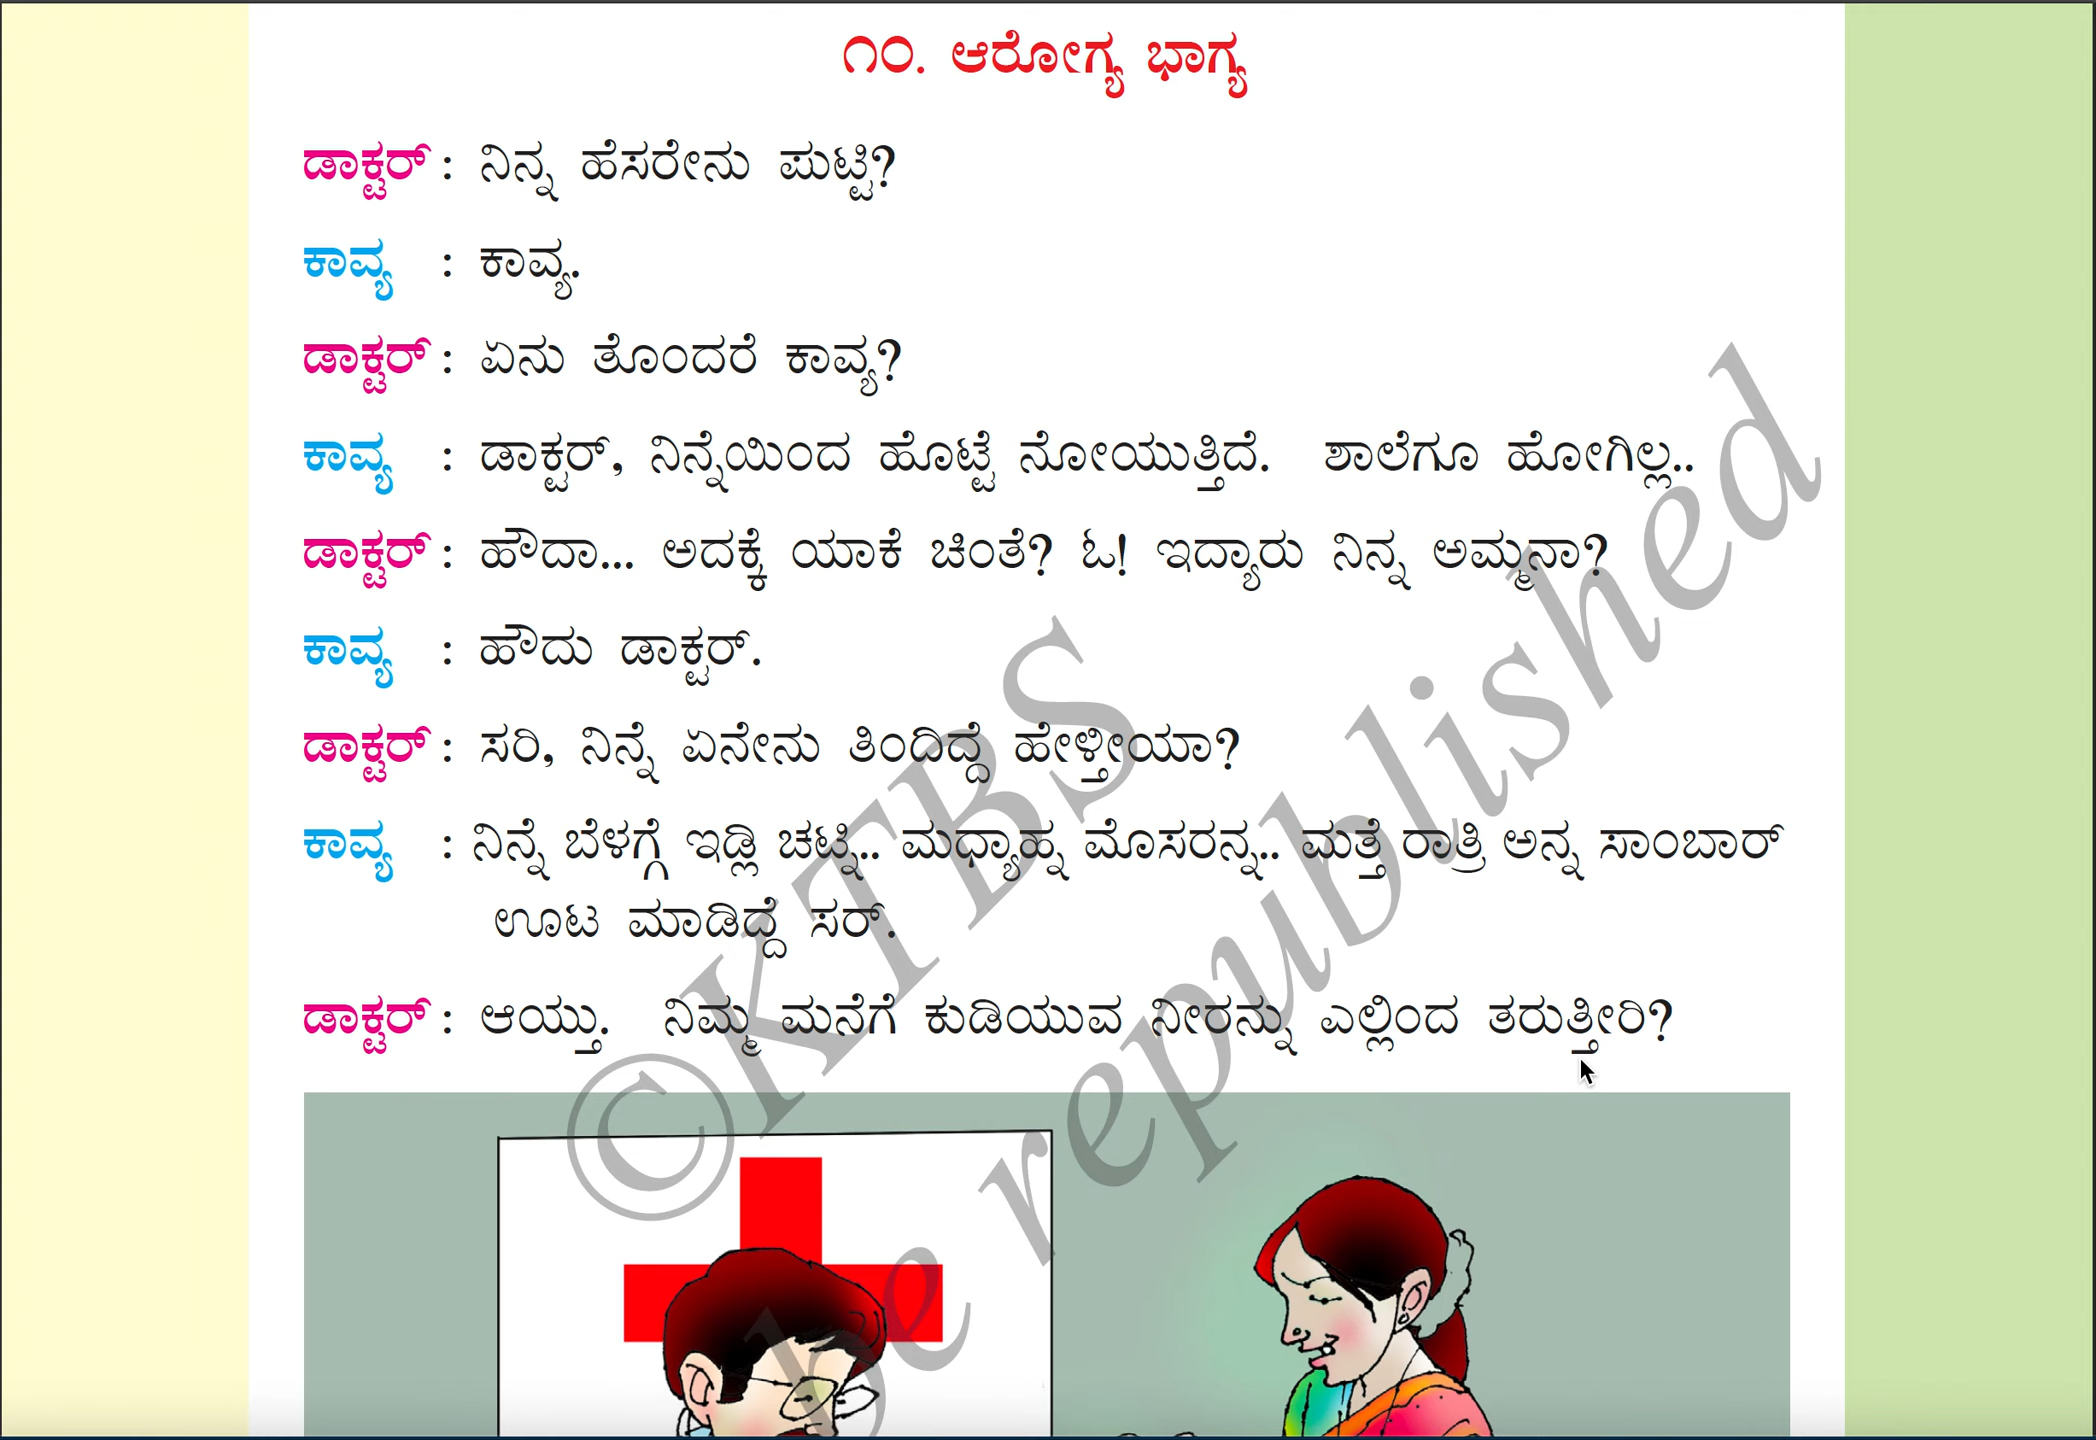 ೧೦. ಆರೋಗ್ಯ ಭಾಗ್ಯ
ಡಾಕ್ಟರ್ : ನಿನ್ನ ಹೆಸರೇನು ಪುಟ್ಟಿ?
ಕಾವ್ಯ : ಕಾವ್ಯ.
ಡಾಕ್ಟರ್ : ಏನು ತೊಂದರೆ ಕಾವ್ಯ?
ಕಾವ್ಯ : ಡಾಕ್ಟರ್, ನಿನ್ನೆಯಿಂದ ಹೊಟ್ಟೆ ನೋಯುತ್ತಿದೆ. ಶಾಲೆಗೂ ಹೋಗಿಲ್ಲ..
ಡಾಕ್ಟರ್ : ಹೌದಾ... ಅದಕ್ಕೆ ಯಾಕೆ ಚಿಂತೆ? ಓ! ಇದ್ಯಾರು ನಿನ್ನ ಅಮ್ಮನಾ?
ಕಾವ್ಯ : ಹೌದು ಡಾಕ್ಟರ್.
ಡಾಕ್ಟರ್ : ಸರಿ, ನಿನ್ನೆ ಏನೇನು ತಿಂದಿದ್ದೆ ಹೇಳ್ತೀಯಾ?
ಕಾವ್ಯ : ನಿನ್ನೆ ಬೆಳಗ್ಗೆ ಇಡ್ಲಿ ಚಟ್ನಿ.. ಮಧ್ಯಾಹ್ನ ಮೊಸರನ್ನ.. ಮತ್ತೆ ರಾತ್ರಿ ಅನ್ನ ಸಾಂಬಾರ್
ಊಟ ಮಾಡಿದ್ದೆ ಸರ್.
ಡಾಕ್ಟರ್ : ಆಯ್ತು. ನಿಮ್ಮ ಮನೆಗೆ ಕುಡಿಯುವ ನೀರನ್ನು ಎಲ್ಲಿಂದ ತರುತ್ತೀರಿ?
©KTBS
be republished